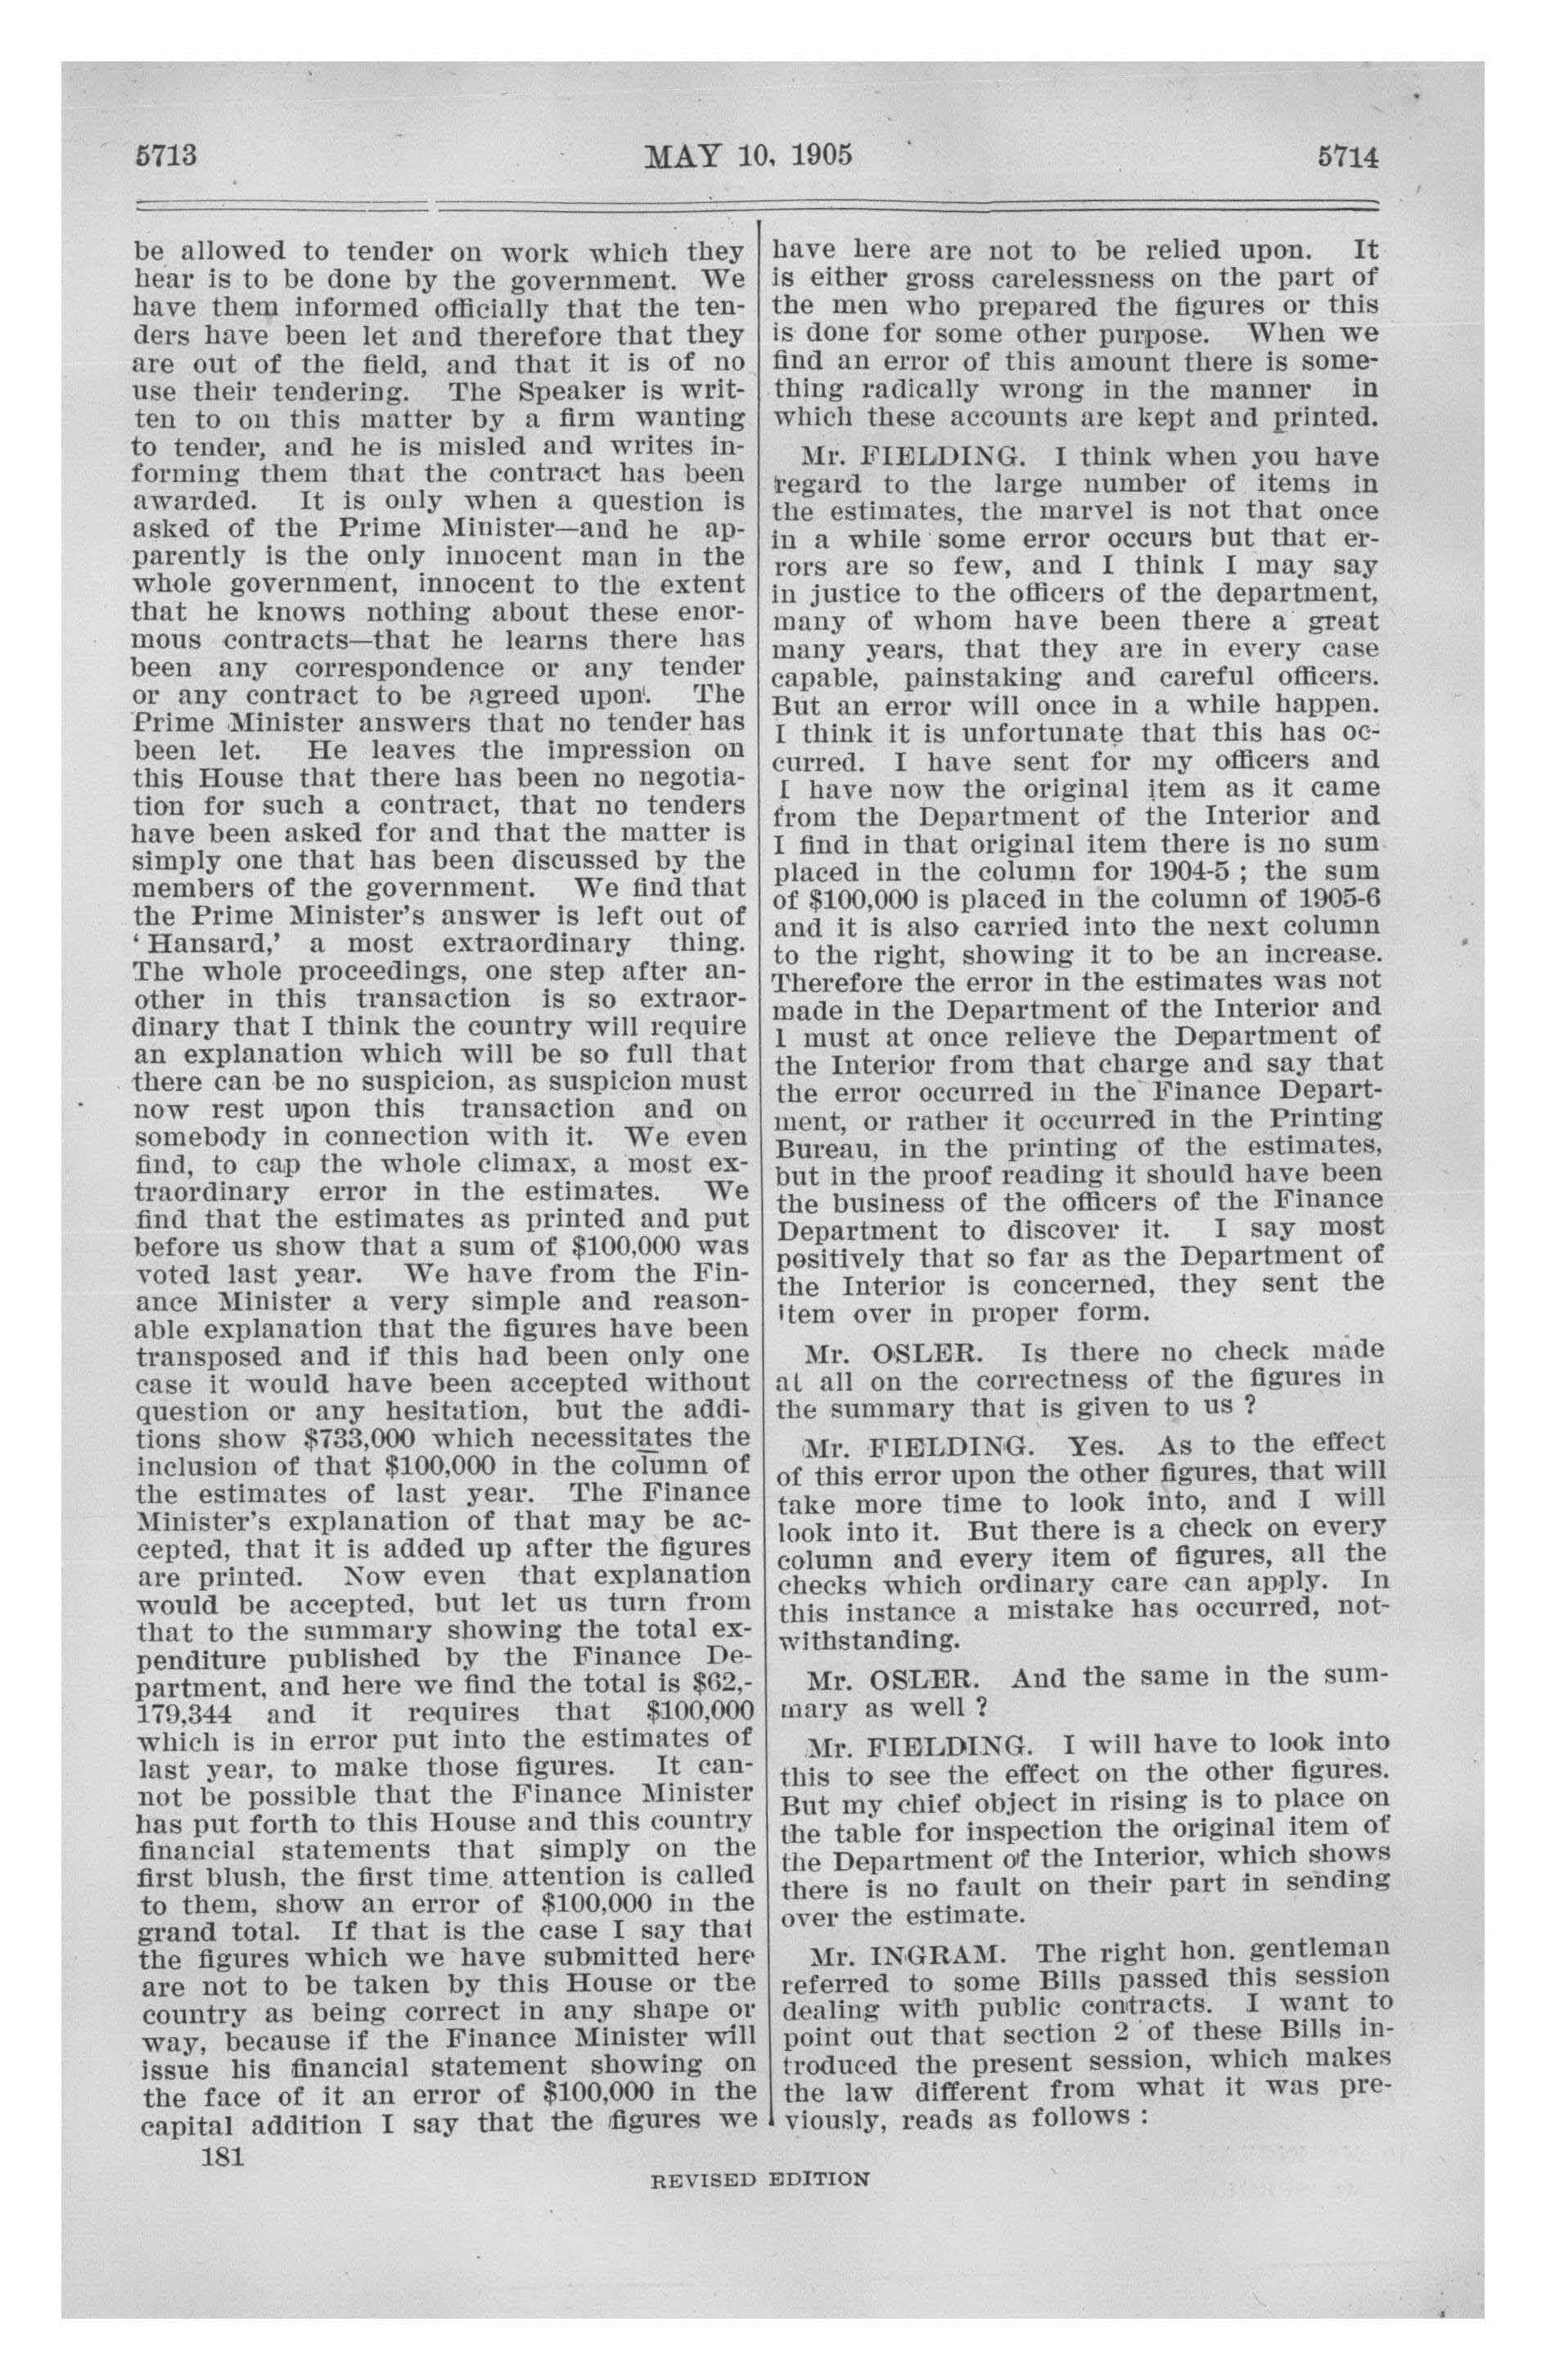 5713
MAY 10, 1905
5714
be allowed to tender on work which they
hear is to be done by the government. We
have them informed officially that the ten-
ders have been let and therefore that they
are out of the field, and that it is of no
use their tendering. The Speaker is writ-
ten to on this matter by a firm wanting
to tender, and he is misled and writes in-
forming them that the contract has been
awarded. It is only when a question is
asked of the Prime Minister—and he ap-
parently is the only innocent man in the
whole government, innocent to the extent
that he knows nothing about these enor-
mous contracts—that he learns there has
been any correspondence or any tender
or any contract to be agreed upon. The
Prime Minister answers that no tender has
been let. He leaves the impression on
this House that there has been no negotia-
tion for such a contract, that no tenders
have been asked for and that the matter is
simply one that has been discussed by the
members of the government. We find that
the Prime Minister's answer is left out of
‘ Hansard,’ a most extraordinary thing.
The whole proceedings, one step after an-
other in this transaction is so extraor-
dinary that I think the country will require
an explanation which will be so full that
there can be no suspicion, as suspicion must
now rest upon this transaction and on
somebody in connection with it. We even
find, to cap the whole climax, a most ex-
traordinary error in the estimates. We
find that the estimates as printed and put
before us show that a sum of $100,000 was
voted last year. We have from the Fin-
ance Minister a very simple and reason-
able explanation that the figures have been
transposed and if this had been only one
case it would have been accepted without
question or any hesitation, but the addi-
tions show $733,000 which necessitates the
inclusion of that $100,000 in the column of
the estimates of last year. The Finance
Minister's explanation of that may be ac-
cepted, that it is added up after the figures
are printed. Now even that explanation
would be accepted, but let us turn from
that to the summary showing the total ex-
penditure published by the Finance De-
partment, and here we find the total is $62,-
179,344 and it requires that $100,000
which is in error put into the estimates of
last year, to make those figures. It can-
not be possible that the Finance Minister
has put forth to this House and this country
financial statements that simply on the
first blush, the first time attention is called
to them, show an error of $100,000 in the
grand total. If that is the case I say that
the figures which we have submitted here
are not to be taken by this House or the
country as being correct in any shape or
way, because if the Finance Minister will
issue his financial statement showing on
the face of it an error of $100,000 in the
capital addition I say that the figures we
181
have here are not to be relied upon. It
is either gross carelessness on the part of
the men who prepared the figures or this
is done for some other purpose. When we
find an error of this amount there is some-
thing radically wrong in the manner in
which these accounts are kept and printed.
Mr. FIELDING. I think when you have
regard to the large number of items in
the estimates, the marvel is not that once
in a while some error occurs but that er-
rors are so few, and I think I may say
in justice to the officers of the department,
many of whom have been there a great
many years, that they are in every case
capable, painstaking and careful officers.
But an error will once in a while happen.
I think it is unfortunate that this has oc-
curred. I have sent for my officers and
I have now the original item as it came
from the Department of the Interior and
I find in that original item there is no sum
placed in the column for 1904-5 ; the sum
of $100,000 is placed in the column of 1905-6
and it is also carried into the next column
to the right, showing it to be an increase.
Therefore the error in the estimates was not
made in the Department of the Interior and
I must at once relieve the Department of
the Interior from that charge and say that
the error occurred in the Finance Depart-
ment, or rather it occurred in the Printing
Bureau, in the printing of the estimates,
but in the proof reading it should have been
the business of the officers of the Finance
Department to discover it. I say most
positively that so far as the Department of
the Interior is concerned, they sent the
item over in proper form.
Mr. OSLER. Is there no check made
at all on the correctness of the figures in
the summary that is given to us ?
Mr. FIELDING. Yes. As to the effect
of this error upon the other figures, that will
take more time to look into, and I will
look into it. But there is a check on every
column and every item of figures, all the
checks which ordinary care can apply. In
this instance a mistake has occurred, not-
withstanding.
Mr. OSLER. And the same in the sum-
mary as well ?
Mr. FIELDING. I will have to look into
this to see the effect on the other figures.
But my chief object in rising is to place on
the table for inspection the original item of
the Department of the Interior, which shows
there is no fault on their part in sending
over the estimate.
Mr. INGRAM. The right hon. gentleman
referred to some Bills passed this session
dealing with public contracts. I want to
point out that section 2 of these Bills in-
troduced the present session, which makes
the law different from what it was pre-
viously, reads as follows :
REVISED EDITION